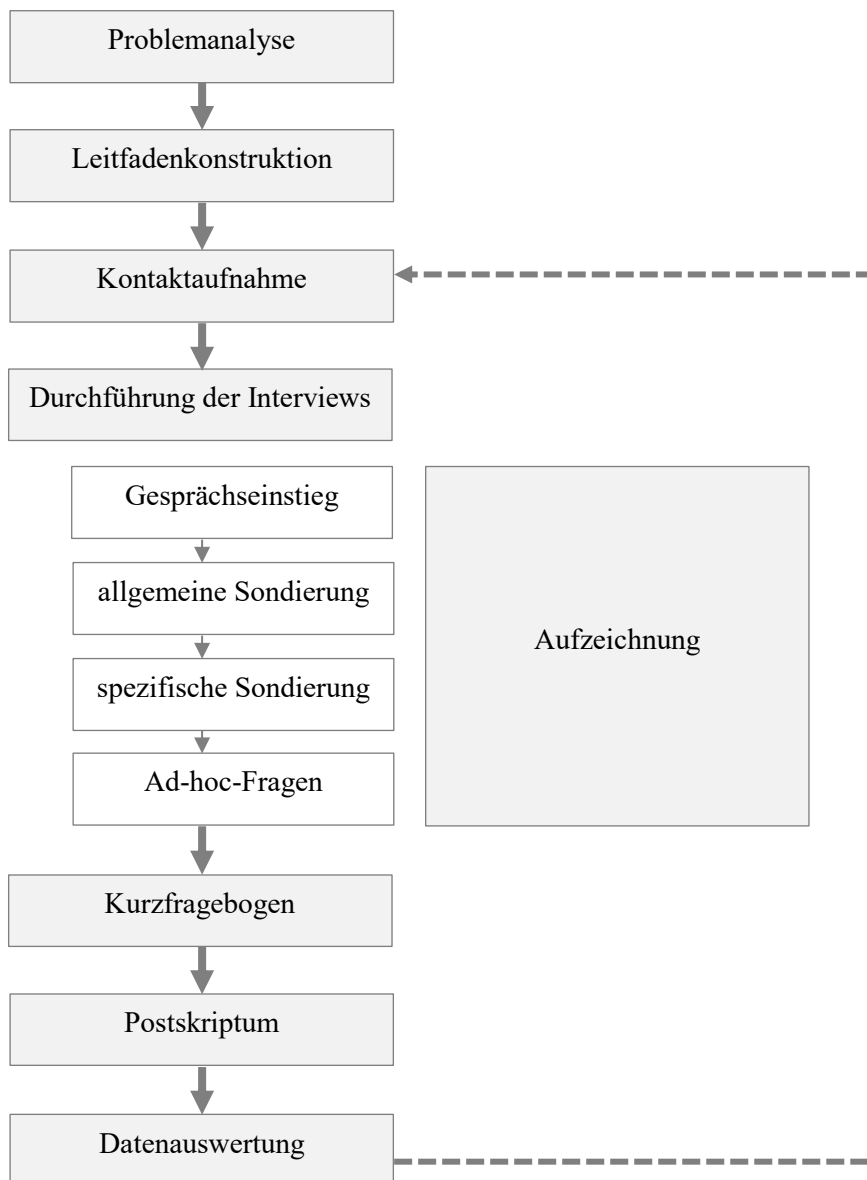 Problemanalyse
Leitfadenkonstruktion
Kontaktaufnahme
Durchführung der Interviews
Gesprächseinstieg
allgemeine Sondierung
spezifische Sondierung
Ad-hoc-Fragen
Aufzeichnung
Kurzfragebogen
Postskriptum
Datenauswertung